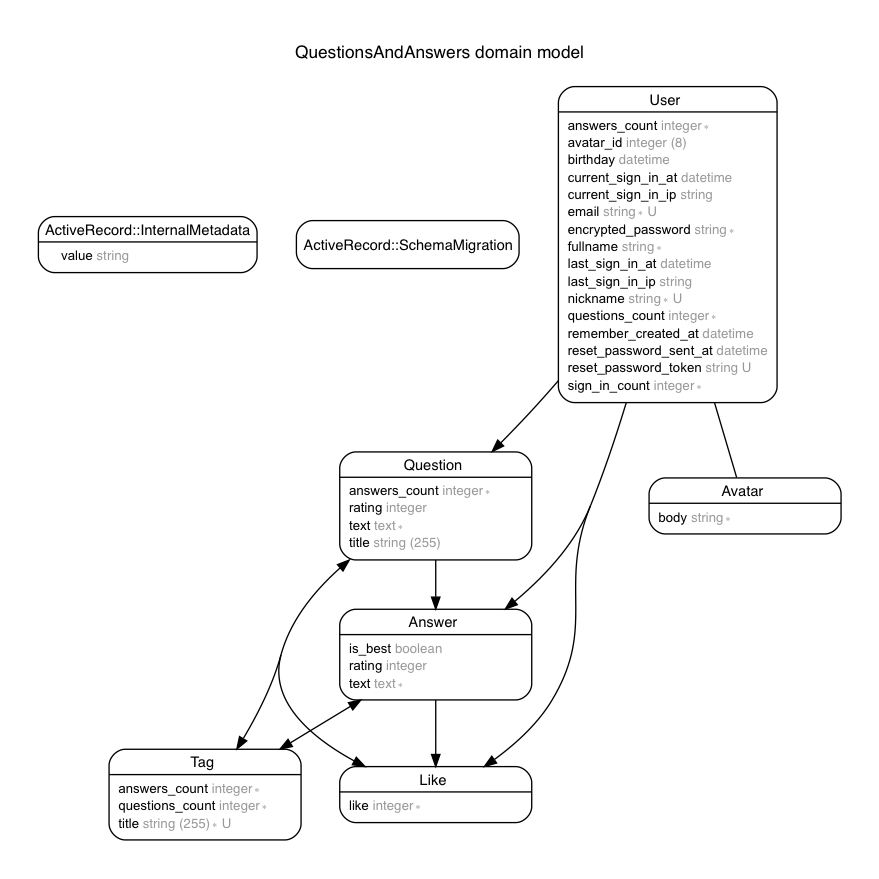 QuestionsAndAnswers domain model
User
answers_count integer *
avatar_id integer (8)
birthday datetime
current_sign_in_at datetime
current_sign_in_ip string
email string * U
encrypted_password string *
fullname string *
last_sign_in_at datetime
last_sign_in_ip string
nickname string * U
questions_count integer *
remember_created_at datetime
reset_password_sent_at datetime
reset_password_token string U
sign_in_count integer *
ActiveRecord::InternalMetadata
value string
ActiveRecord::SchemaMigration
Question
answers_count integer *
rating integer
text text *
title string (255)
Avatar
body string *
Answer
is_best boolean
rating integer
text text *
Tag
answers_count integer *
questions_count integer *
title string (255) * U
Like
like integer *